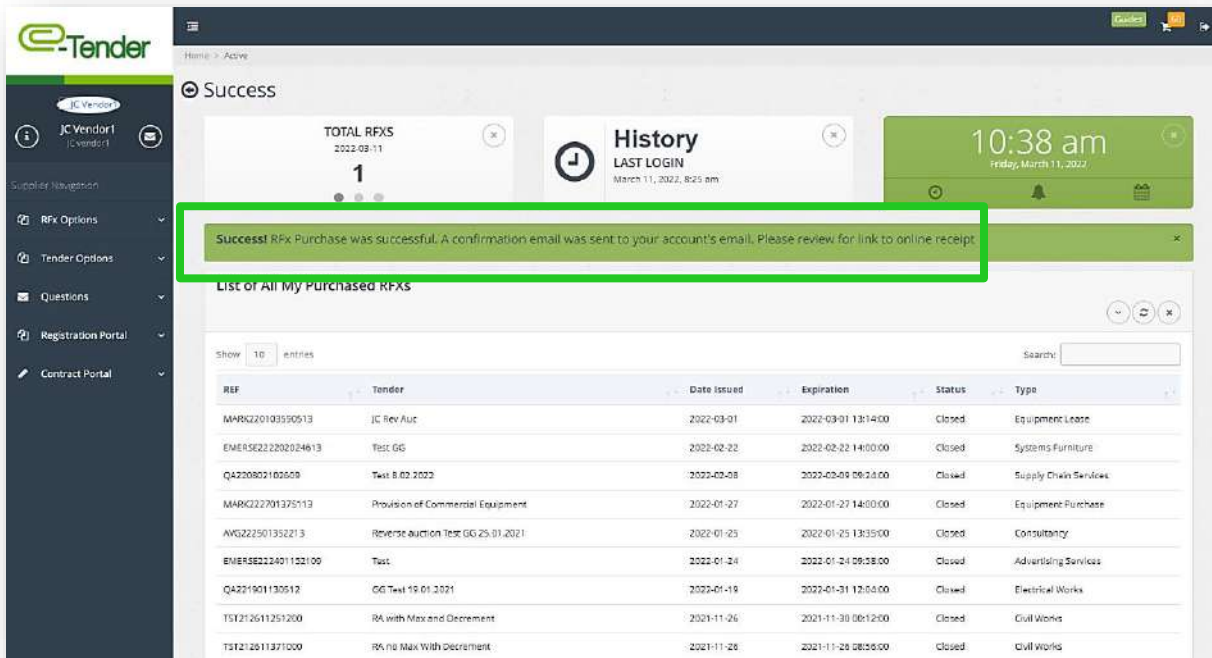 e-Tender
Guides
60
Home > Active
Success
JC Vendor1
JC Vendor1
JCvendor1
TOTAL RFXS
2022-03-11
1
History
LAST LOGIN
March 11, 2022, 8:25 am
10:38 am
Friday, March 11, 2022
Supplier Navigation
RFx Options
Tender Options
Questions
Registration Portal
Contract Portal
Success! RFx Purchase was successful. A confirmation email was sent to your account's email. Please review for link to online receipt
List of All My Purchased RFXs
Show 10 entries
Search:
REF Tender Date Issued Expiration Status Type
MARK220103590513 JC Rev Auc 2022-03-01 2022-03-01 13:14:00 Closed Equipment Lease
EMERSE222202024613 Test GG 2022-02-22 2022-02-22 14:00:00 Closed Systems Furniture
QA220802102609 Test 8.02.2022 2022-02-08 2022-02-09 09:24:00 Closed Supply Chain Services
MARK222701375113 Provision of Commercial Equipment 2022-01-27 2022-01-27 14:00:00 Closed Equipment Purchase
AVG222501352213 Reverse auction Test GG 25.01.2021 2022-01-25 2022-01-25 13:35:00 Closed Consultancy
EMERSE222401152109 Test 2022-01-24 2022-01-24 09:58:00 Closed Advertising Services
QA221901130512 GG Test 19.01.2021 2022-01-19 2022-01-31 12:04:00 Closed Electrical Works
TST212611251200 RA with Max and Decrement 2021-11-26 2021-11-30 00:12:00 Closed Civil Works
TST212611371000 RA no Max With Decrement 2021-11-26 2021-11-26 08:56:00 Closed Civil Works